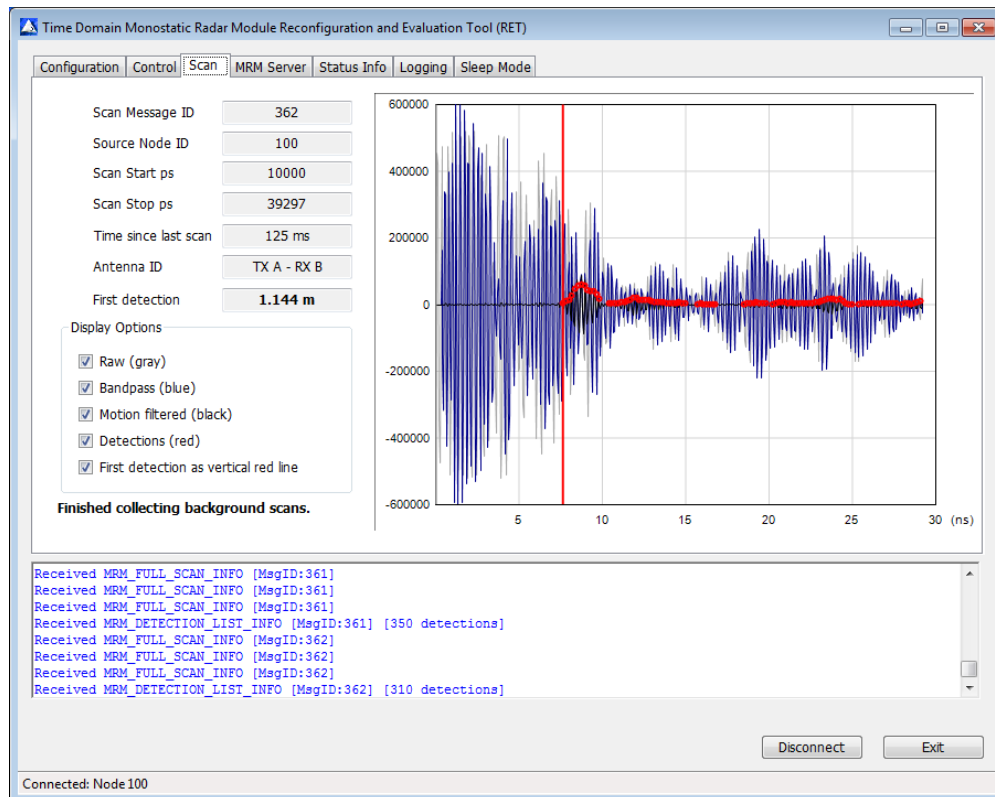 Time Domain Monostatic Radar Module Reconfiguration and Evaluation Tool (RET)
Configuration Control Scan MRM Server Status Info Logging Sleep Mode
Scan Message ID 362
Source Node ID 100
Scan Start ps 10000
Scan Stop ps 39297
Time since last scan 125 ms
Antenna ID TX A - RX B
First detection 1.144 m
Display Options
Raw (gray)
Bandpass (blue)
Motion filtered (black)
Detections (red)
First detection as vertical red line
Finished collecting background scans.
600000
400000
200000
0
-200000
-400000
-600000
5 10 15 20 25 30 (ns)
Received MRM_FULL_SCAN_INFO [MsgID:361]
Received MRM_FULL_SCAN_INFO [MsgID:361]
Received MRM_FULL_SCAN_INFO [MsgID:361]
Received MRM_DETECTION_LIST_INFO [MsgID:361] [350 detections]
Received MRM_FULL_SCAN_INFO [MsgID:362]
Received MRM_FULL_SCAN_INFO [MsgID:362]
Received MRM_FULL_SCAN_INFO [MsgID:362]
Received MRM_DETECTION_LIST_INFO [MsgID:362] [310 detections]
Disconnect Exit
Connected: Node 100